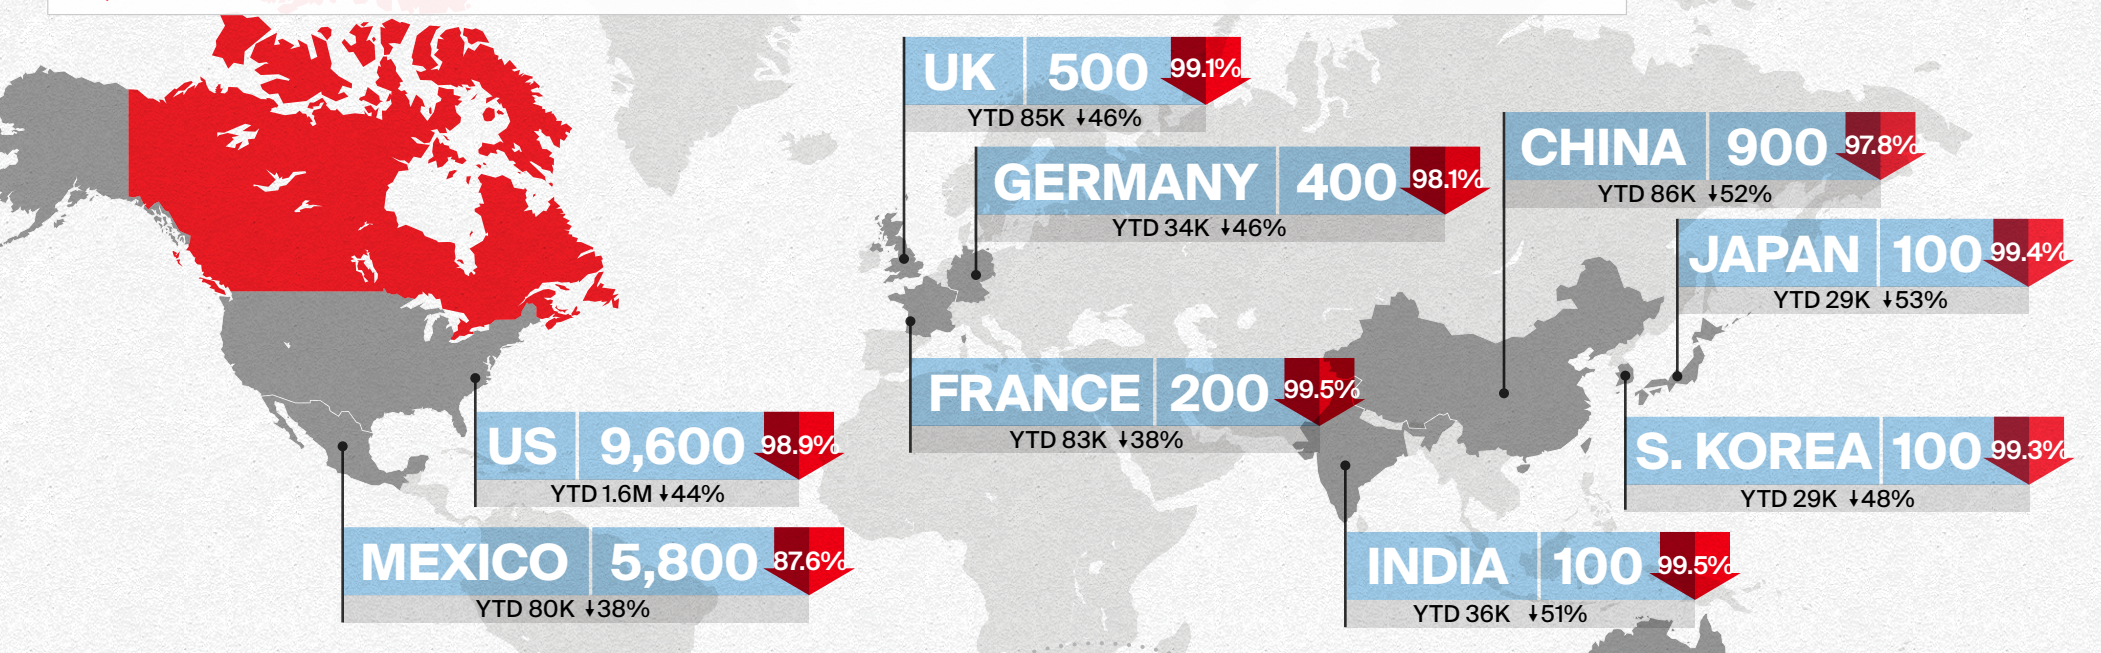 UK 500 99.1%
YTD 85K ↓46%
GERMANY 400 98.1%
YTD 34K ↓46%
CHINA 900 97.8%
YTD 86K ↓52%
JAPAN 100 99.4%
YTD 29K ↓53%
FRANCE 200 99.5%
YTD 83K ↓38%
US 9,600 98.9%
YTD 1.6M ↓44%
S. KOREA 100 99.3%
YTD 29K ↓48%
MEXICO 5,800 87.6%
YTD 80K ↓38%
INDIA 100 99.5%
YTD 36K ↓51%